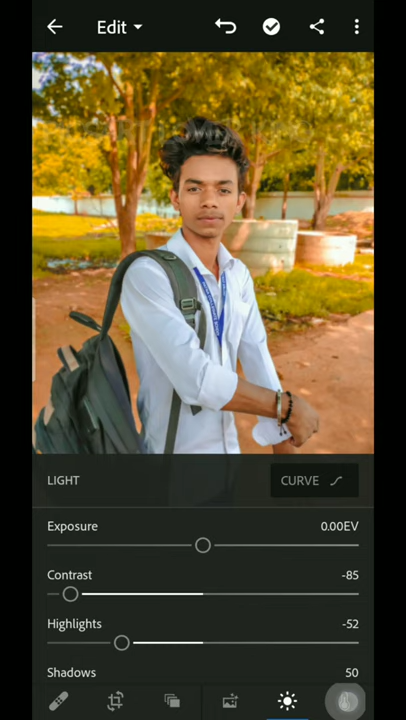 Edit
LIGHT
CURVE
Exposure
0.00EV
Contrast
-85
Highlights
-52
Shadows
50